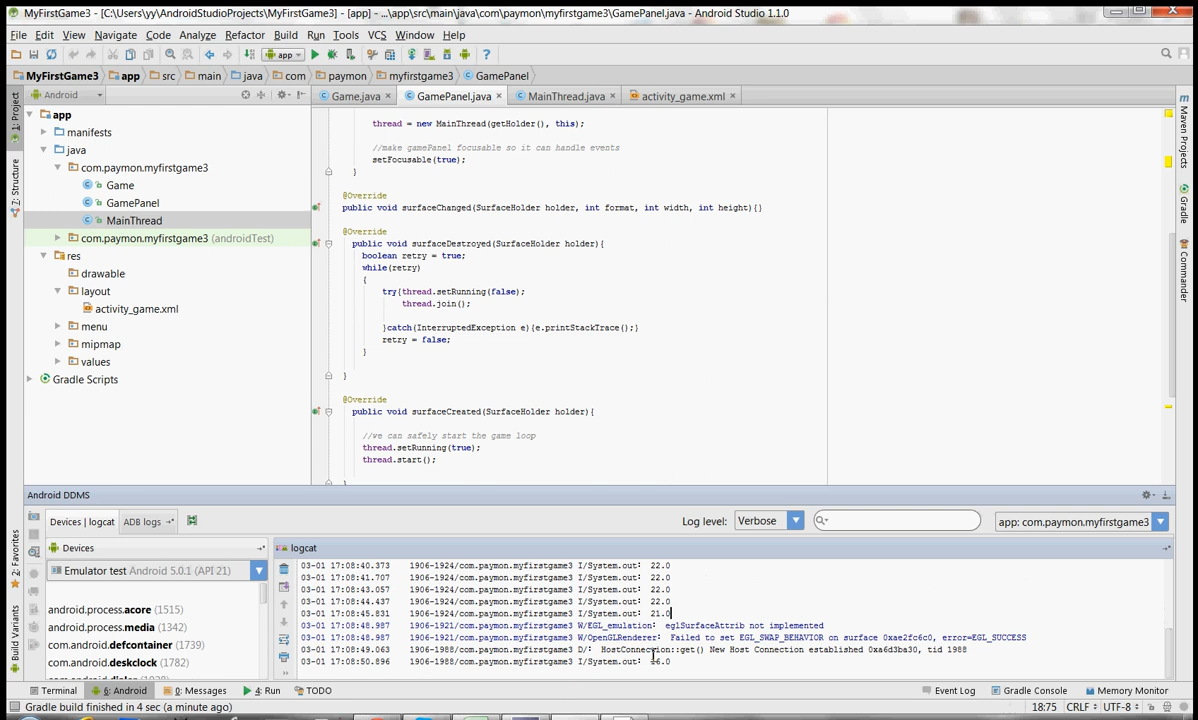 MyFirstGame3 - [C:\Users\yy\AndroidStudioProjects\MyFirstGame3] - [app] - ...\app\src\main\java\com\paymon\myfirstgame3\GamePanel.java - Android Studio 1.1.0
File Edit View Navigate Code Analyze Refactor Build Run Tools VCS Window Help
app
MyFirstGame3 app src main java com paymon myfirstgame3 GamePanel
Android Game.java GamePanel.java MainThread.java activity_game.xml
1: Project
7: Structure
2: Favorites
Build Variants
Maven Projects
Gradle
Commander
app
manifests
java
com.paymon.myfirstgame3
Game
GamePanel
MainThread
com.paymon.myfirstgame3 (androidTest)
res
drawable
layout
activity_game.xml
menu
mipmap
values
Gradle Scripts
thread = new MainThread(getHolder(), this);
//make gamePanel focusable so it can handle events
setFocusable(true);
}
@Override
public void surfaceChanged(SurfaceHolder holder, int format, int width, int height){}
@Override
public void surfaceDestroyed(SurfaceHolder holder){
boolean retry = true;
while(retry)
{
try{thread.setRunning(false);
thread.join();
}catch(InterruptedException e){e.printStackTrace();}
retry = false;
}
}
@Override
public void surfaceCreated(SurfaceHolder holder){
//we can safely start the game loop
thread.setRunning(true);
thread.start();
}
Android DDMS
Devices | logcat ADB logs Log level: Verbose app: com.paymon.myfirstgame3
Devices
logcat
Emulator test Android 5.0.1 (API 21)
android.process.acore (1515)
android.process.media (1342)
com.android.defcontainer (1739)
com.android.deskclock (1782)
03-01 17:08:40.373 1906-1924/com.paymon.myfirstgame3 I/System.out: 22.0
03-01 17:08:41.707 1906-1924/com.paymon.myfirstgame3 I/System.out: 22.0
03-01 17:08:43.057 1906-1924/com.paymon.myfirstgame3 I/System.out: 22.0
03-01 17:08:44.437 1906-1924/com.paymon.myfirstgame3 I/System.out: 22.0
03-01 17:08:45.831 1906-1924/com.paymon.myfirstgame3 I/System.out: 21.0
03-01 17:08:48.987 1906-1921/com.paymon.myfirstgame3 W/EGL_emulation: eglSurfaceAttrib not implemented
03-01 17:08:48.987 1906-1921/com.paymon.myfirstgame3 W/OpenGLRenderer: Failed to set EGL_SWAP_BEHAVIOR on surface 0xae2fc6c0, error=EGL_SUCCESS
03-01 17:08:49.063 1906-1988/com.paymon.myfirstgame3 D/: HostConnection::get() New Host Connection established 0xa6d3ba30, tid 1988
03-01 17:08:50.896 1906-1988/com.paymon.myfirstgame3 I/System.out: 16.0
Terminal 6: Android 0: Messages 4: Run TODO Event Log Gradle Console Memory Monitor
Gradle build finished in 4 sec (a minute ago) 18:75 CRLF UTF-8